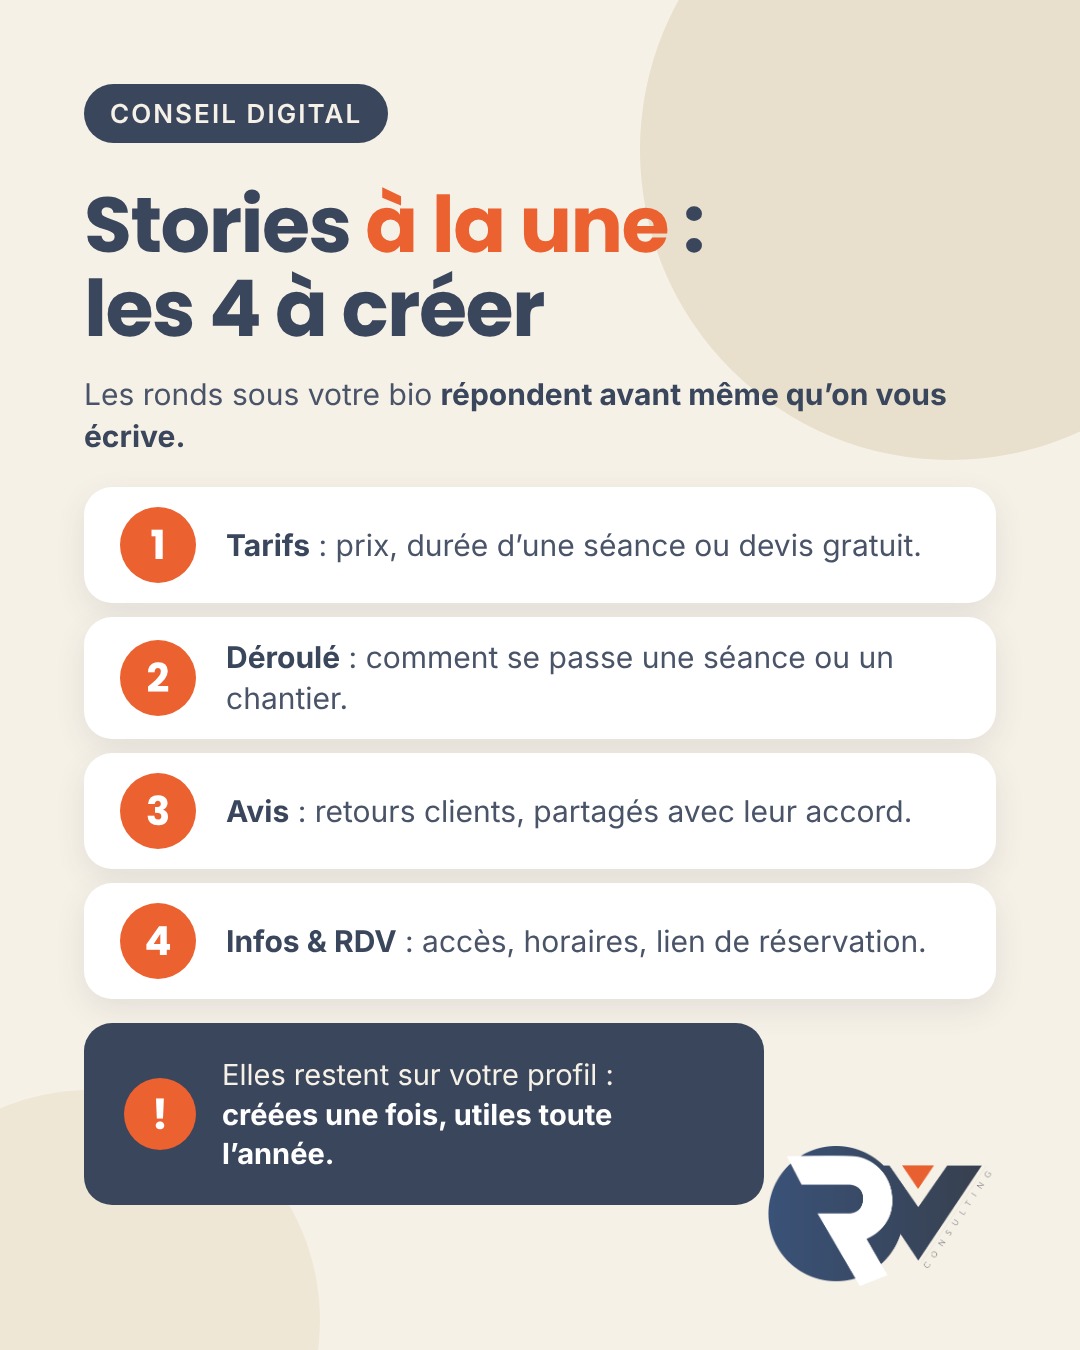 CONSEIL DIGITAL
Stories à la une :
les 4 à créer
Les ronds sous votre bio répondent avant même qu’on vous
écrive.
1
Tarifs : prix, durée d’une séance ou devis gratuit.
2
Déroulé : comment se passe une séance ou un
chantier.
3
Avis : retours clients, partagés avec leur accord.
4
Infos & RDV : accès, horaires, lien de réservation.
!
Elles restent sur votre profil :
créées une fois, utiles toute
l’année.
RV
CONSULTING